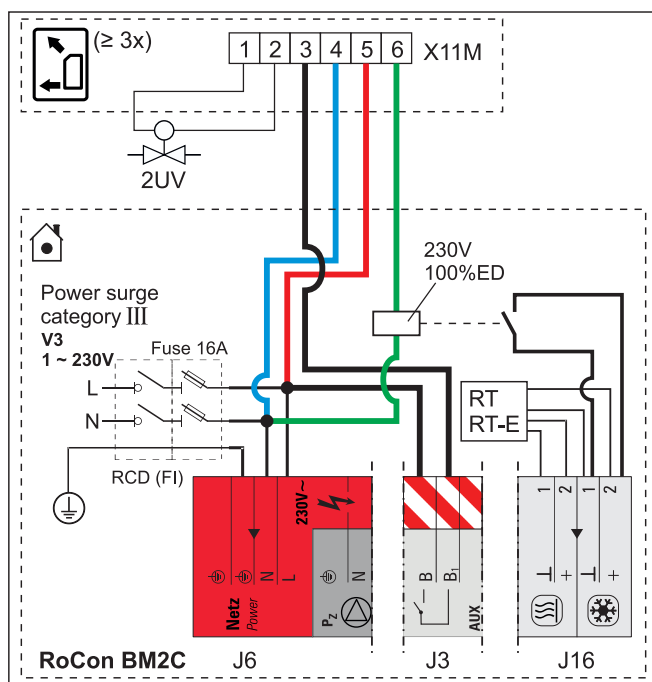 (≥ 3x)
1 2 3 4 5 6 X11M
2UV
230V
100%ED
Power surge
category III
V3
1 ~ 230V
Fuse 16A
L
N
RCD (FI)
RT
RT-E
230V~
1 2 1 2
N L N B B1 ⊥ + ⊥ +
Netz
Power
PZ
AUX
RoCon BM2C J6 J3 J16